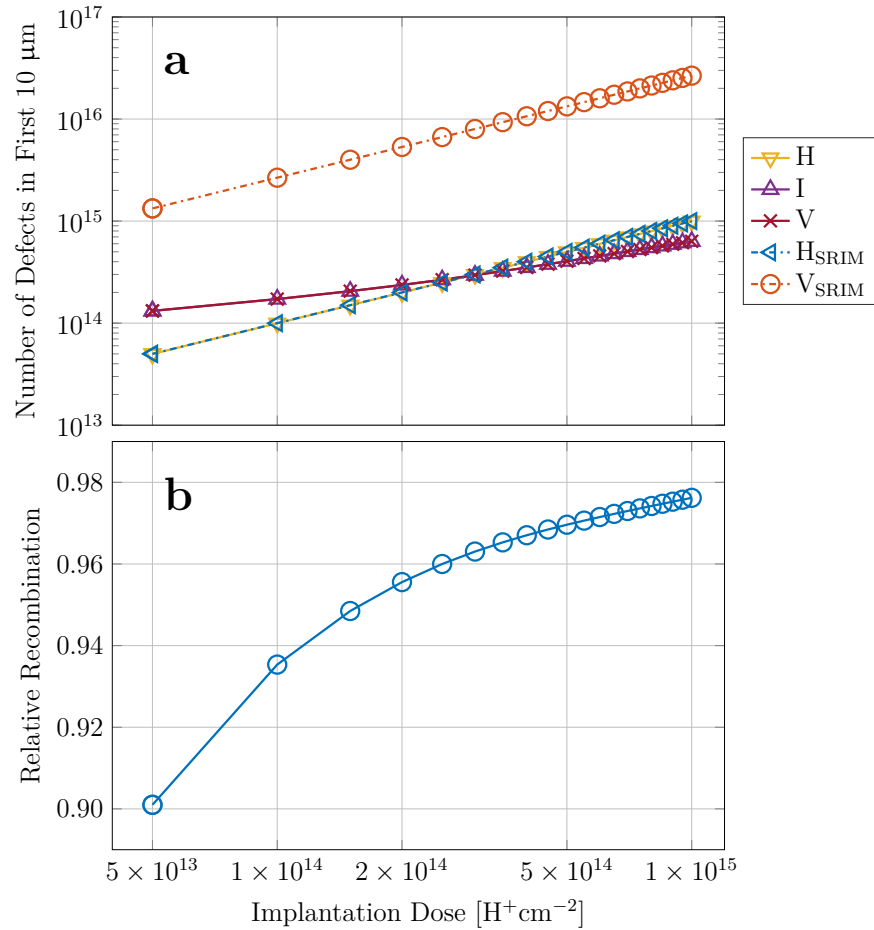 10^17
10^16
10^15
10^14
10^13
Number of Defects in First 10 µm
a
H
I
V
H_SRIM
V_SRIM
0.98
0.96
0.94
0.92
0.90
Relative Recombination
b
5 × 10^13
1 × 10^14
2 × 10^14
5 × 10^14
1 × 10^15
Implantation Dose [H^+cm^−2]